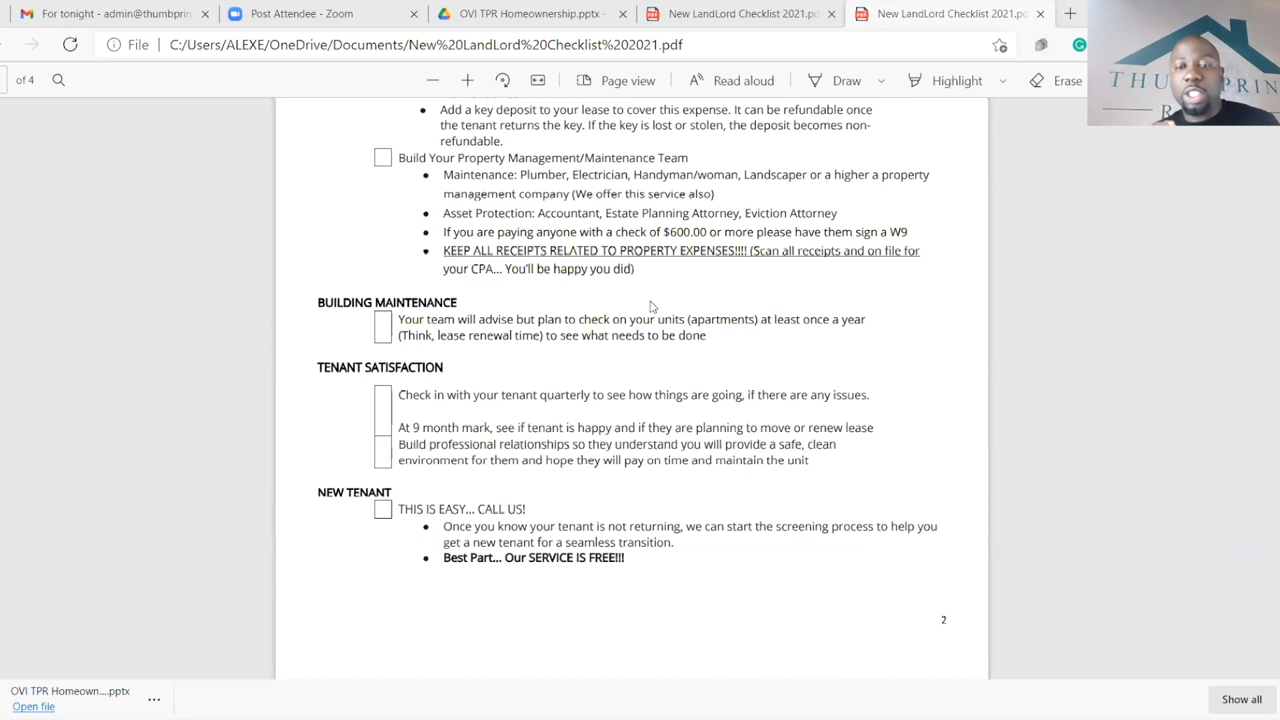 For tonight - admin@thumbprin
Post Attendee - Zoom
OVI TPR Homeownership.pptx -
New LandLord Checklist 2021.p
New LandLord Checklist 2021.pd
File C:/Users/ALEXE/OneDrive/Documents/New%20LandLord%20Checklist%202021.pdf
of 4
Page view
Read aloud
Draw
Highlight
Erase
THU PRIN
R
Add a key deposit to your lease to cover this expense. It can be refundable once
the tenant returns the key. If the key is lost or stolen, the deposit becomes non-
refundable.
Build Your Property Management/Maintenance Team
Maintenance: Plumber, Electrician, Handyman/woman, Landscaper or a higher a property
management company (We offer this service also)
Asset Protection: Accountant, Estate Planning Attorney, Eviction Attorney
If you are paying anyone with a check of $600.00 or more please have them sign a W9
KEEP ALL RECEIPTS RELATED TO PROPERTY EXPENSES!!!! (Scan all receipts and on file for
your CPA... You'll be happy you did)
BUILDING MAINTENANCE
Your team will advise but plan to check on your units (apartments) at least once a year
(Think, lease renewal time) to see what needs to be done
TENANT SATISFACTION
Check in with your tenant quarterly to see how things are going, if there are any issues.
At 9 month mark, see if tenant is happy and if they are planning to move or renew lease
Build professional relationships so they understand you will provide a safe, clean
environment for them and hope they will pay on time and maintain the unit
NEW TENANT
THIS IS EASY... CALL US!
Once you know your tenant is not returning, we can start the screening process to help you
get a new tenant for a seamless transition.
Best Part... Our SERVICE IS FREE!!!
2
OVI TPR Homeown....pptx
Open file
Show all